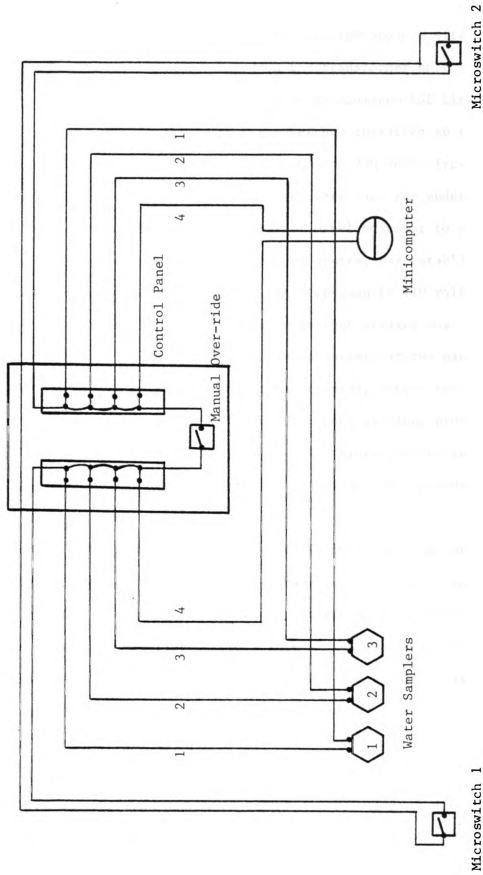 Control Panel
1 2 3 4 4 3 2 1
Manual Over-ride
1 2 3
Water Samplers
Minicomputer
Microswitch 1
Microswitch 2